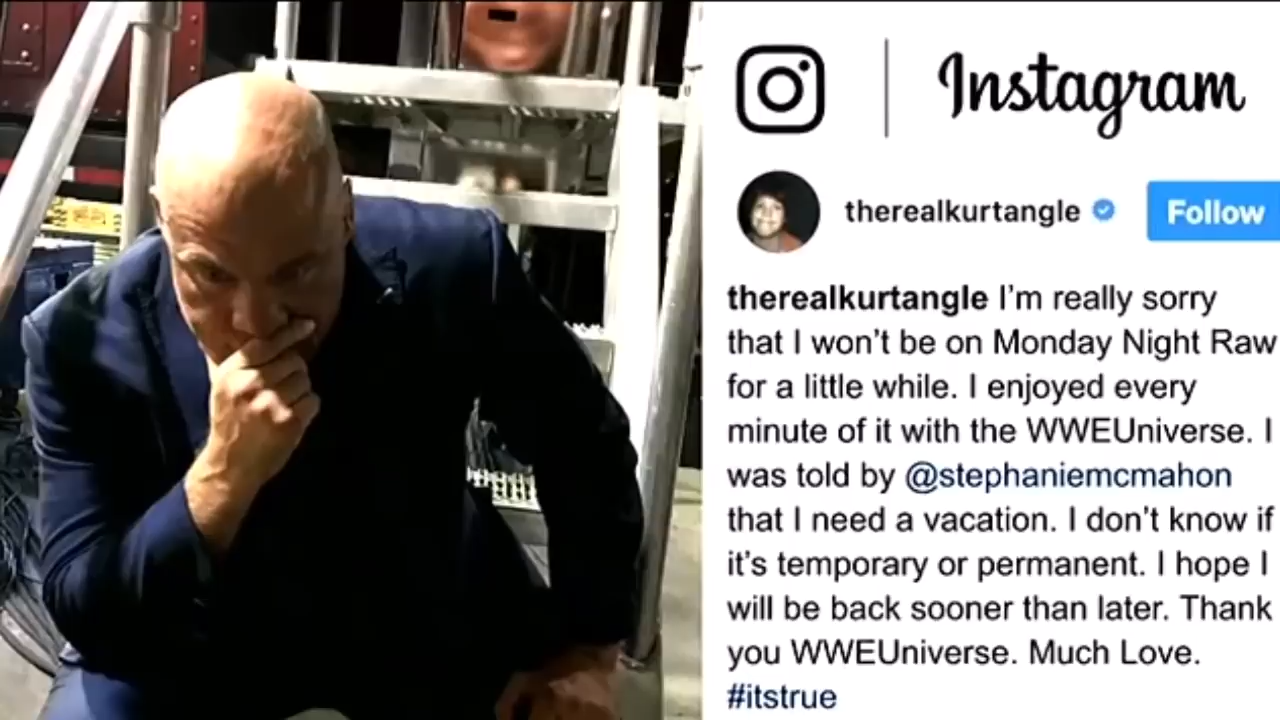 Instagram
therealkurtangle
Follow
therealkurtangle I'm really sorry
that I won't be on Monday Night Raw
for a little while. I enjoyed every
minute of it with the WWEUniverse. I
was told by @stephaniemcmahon
that I need a vacation. I don't know if
it's temporary or permanent. I hope I
will be back sooner than later. Thank
you WWEUniverse. Much Love.
#itstrue